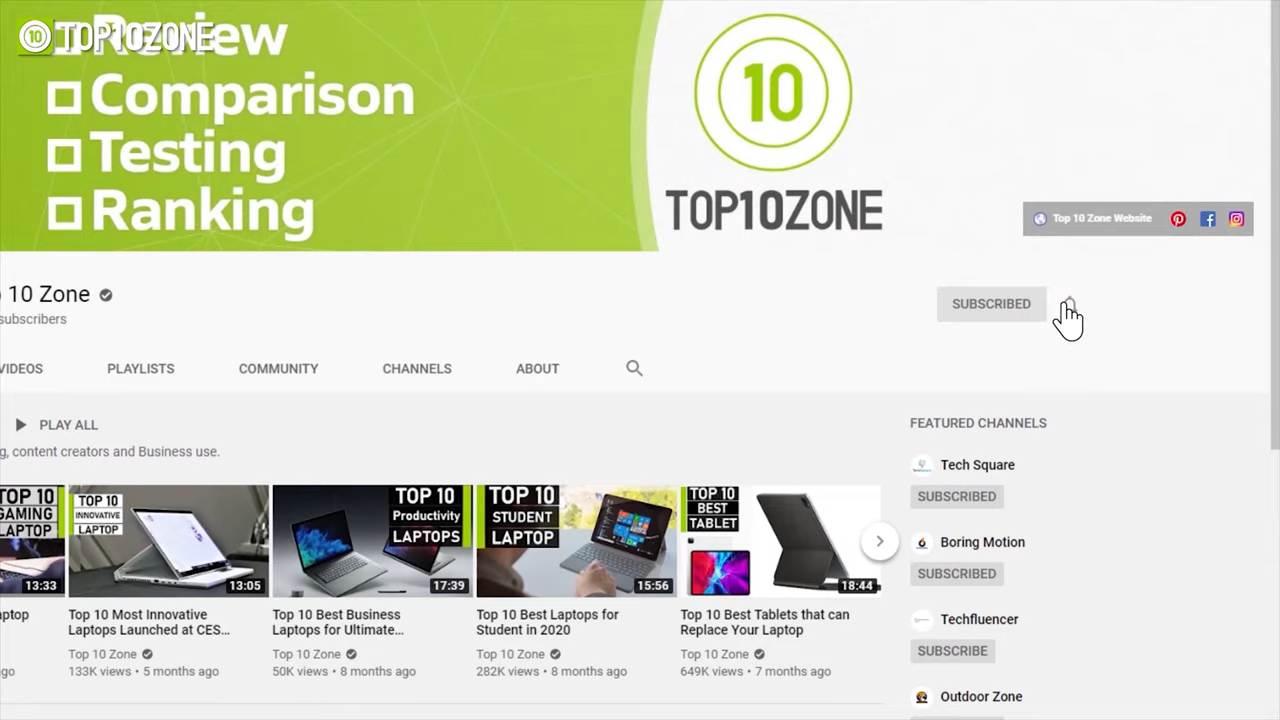 TOP10ZONE
Review
Comparison
Testing
Ranking
10
TOP10ZONE
Top 10 Zone Website
10 Zone
subscribers
SUBSCRIBED
VIDEOS
PLAYLISTS
COMMUNITY
CHANNELS
ABOUT
PLAY ALL
g, content creators and Business use.
FEATURED CHANNELS
Tech Square
SUBSCRIBED
Boring Motion
SUBSCRIBED
Techfluencer
SUBSCRIBE
Outdoor Zone
TOP 10
GAMING
LAPTOP
13:33
TOP 10
INNOVATIVE
LAPTOP
13:05
TOP 10
Productivity
LAPTOPS
17:39
TOP 10
STUDENT
LAPTOP
15:56
TOP 10
BEST
TABLET
18:44
aptop
ago
Top 10 Most Innovative
Laptops Launched at CES...
Top 10 Zone
133K views • 5 months ago
Top 10 Best Business
Laptops for Ultimate...
Top 10 Zone
50K views • 8 months ago
Top 10 Best Laptops for
Student in 2020
Top 10 Zone
282K views • 8 months ago
Top 10 Best Tablets that can
Replace Your Laptop
Top 10 Zone
649K views • 7 months ago